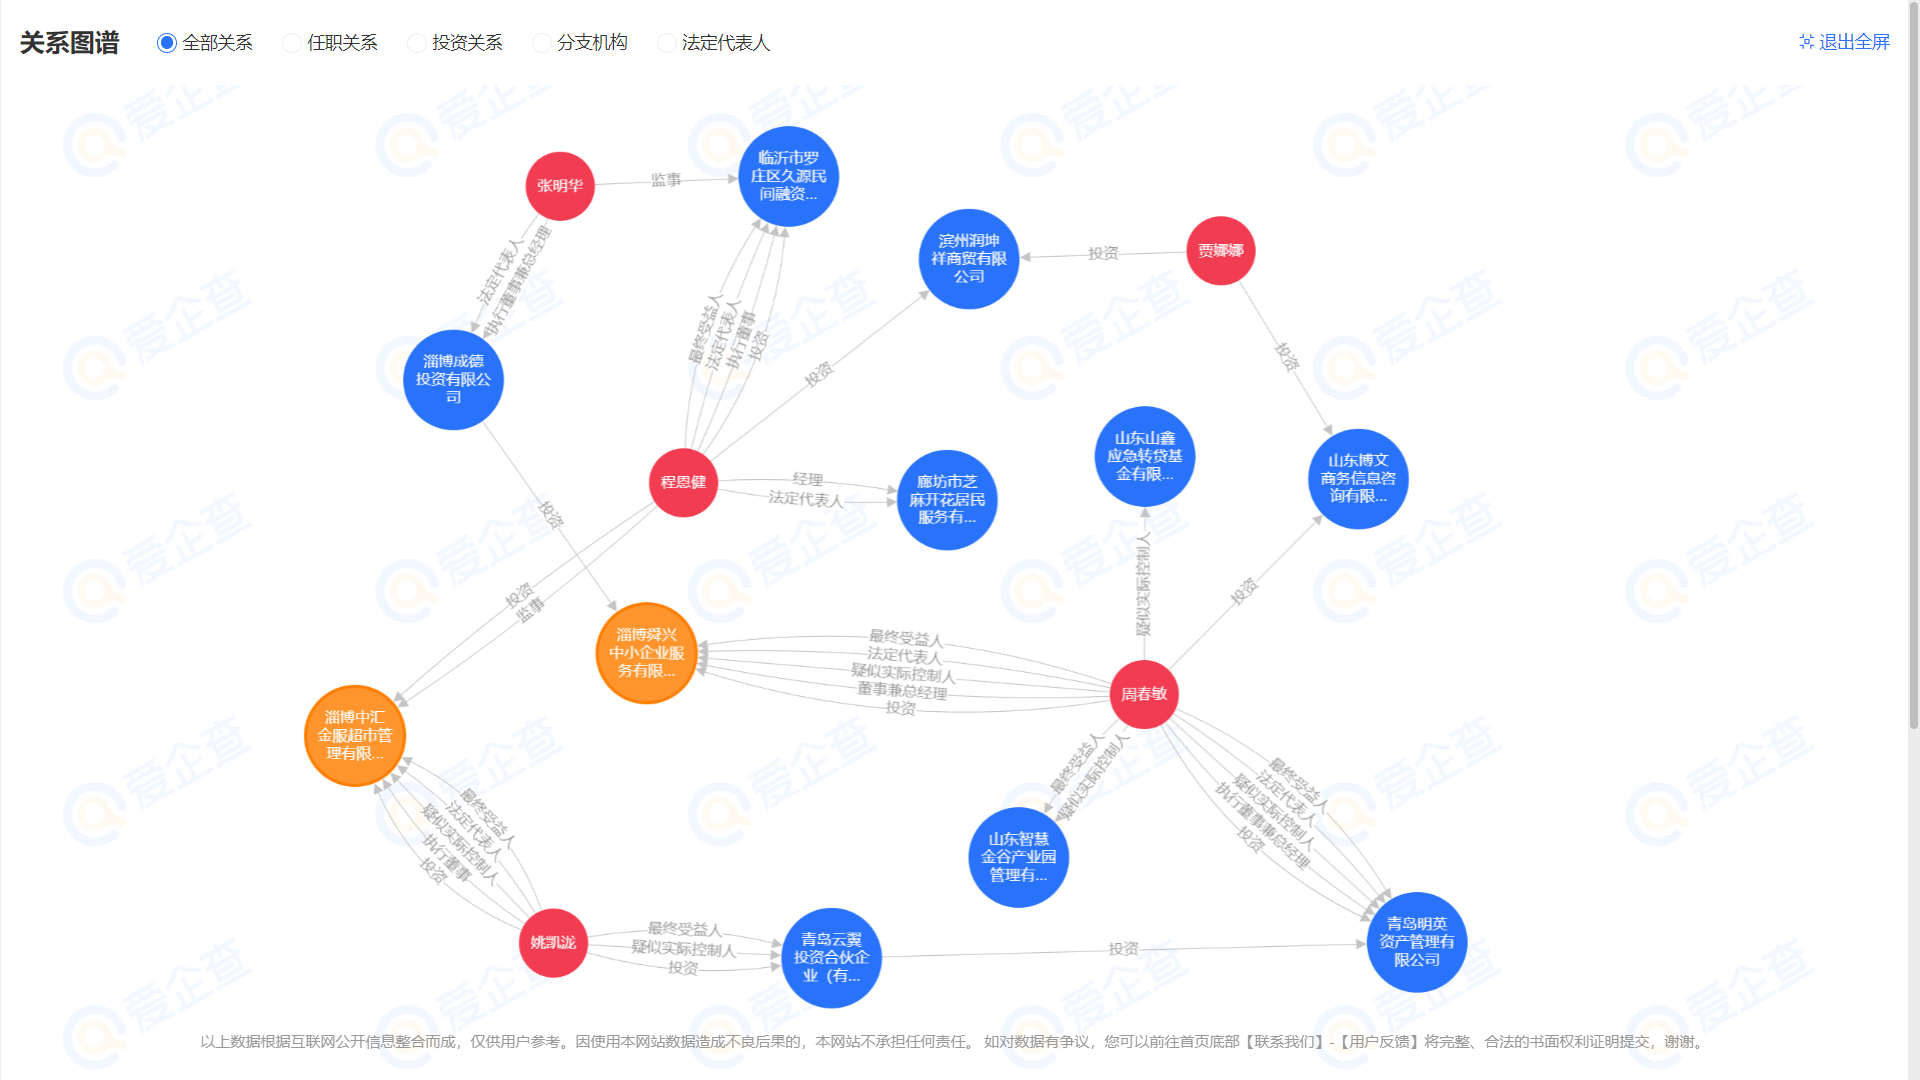 关系图谱
全部关系
任职关系
投资关系
分支机构
法定代表人
退出全屏
张明华
监事
临沂市罗
庄区久源民
间融资...
滨州润坤
祥商贸有限
公司
投资
贾娜娜
法定代表人
执行董事兼总经理
最终受益人
法定代表人
执行董事
投资
投资
投资
淄博成德
投资有限公
司
山东山鑫
应急转贷基
金有限...
山东博文
商务信息咨
询有限...
程恩健
经理
法定代表人
廊坊市芝
麻开花居民
服务有...
投资
投资
监事
疑似实际控制人
投资
淄博舜兴
中小企业服
务有限...
最终受益人
法定代表人
疑似实际控制人
董事兼总经理
投资
周春敏
淄博中汇
金服超市管
理有限...
最终受益人
疑似实际控制人
最终受益人
法定代表人
疑似实际控制人
执行董事兼总经理
投资
最终受益人
法定代表人
疑似实际控制人
执行董事
投资
山东智慧
金谷产业园
管理有...
姚凯泷
最终受益人
疑似实际控制人
投资
青岛云翼
投资合伙企
业（有...
投资
青岛明英
资产管理有
限公司
以上数据根据互联网公开信息整合而成，仅供用户参考。因使用本网站数据造成不良后果的，本网站不承担任何责任。 如对数据有争议，您可以前往首页底部【联系我们】-【用户反馈】将完整、合法的书面权利证明提交，谢谢。
爱企查